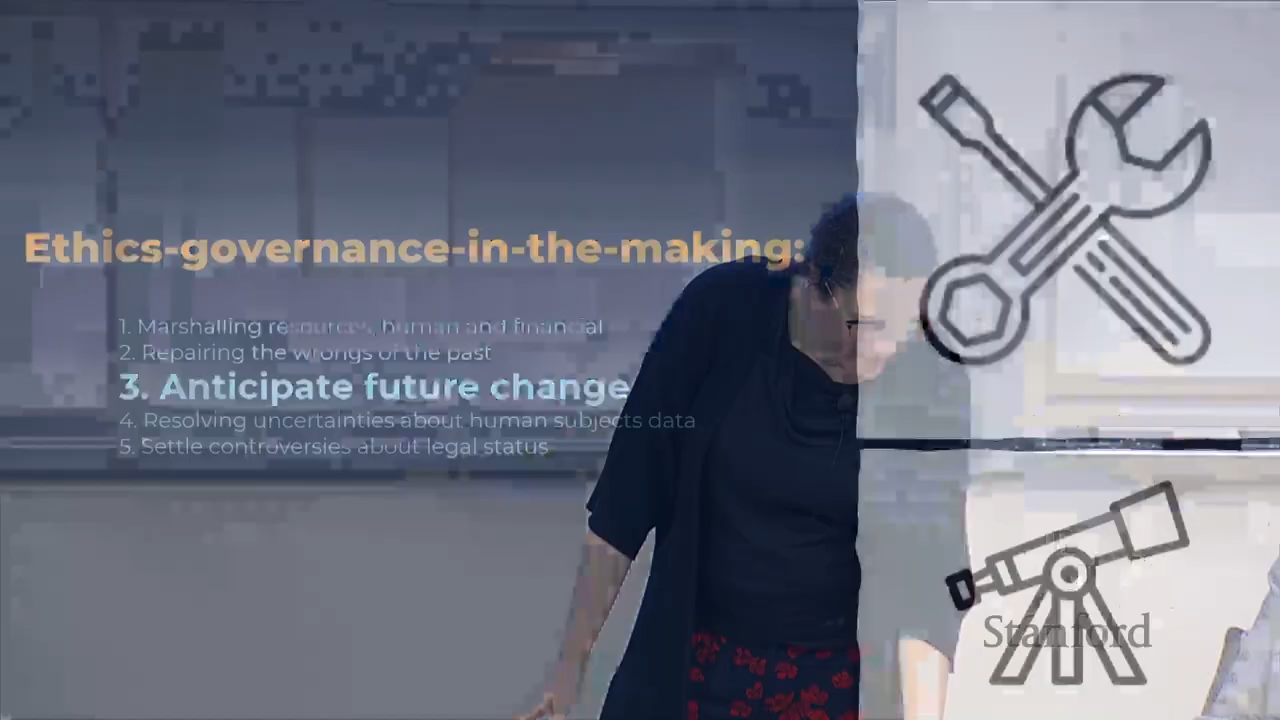 Ethics-governance-in-the-making:
1. Marshalling resources, human and financial
2. Repairing the wrongs of the past
3. Anticipate future change
4. Resolving uncertainties about human subjects data
5. Settle controversies about legal status
Stanford